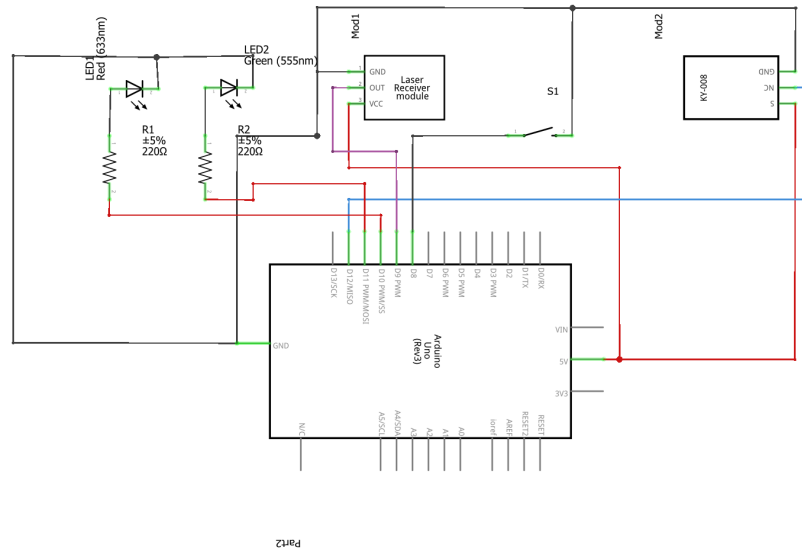 LED1
Red (633nm)
LED2
Green (555nm)
Mod1
Mod2
GND
OUT
VCC
1
2
3
Laser
Receiver
module
S1
KY-008
GND
NC
S
R1
±5%
220Ω
R2
±5%
220Ω
D13/SCK
D12/MISO
D11 PWM/MOSI
D10 PWM/SS
D9 PWM
D8
D7
D6 PWM
D5 PWM
D4
D3 PWM
D2
D1/TX
D0/RX
GND
Arduino
Uno
(Rev3)
VIN
5V
3V3
N/C
A5/SCL
A4/SDA
A3
A2
A1
A0
ioref
AREF
RESET2
RESET
Part2